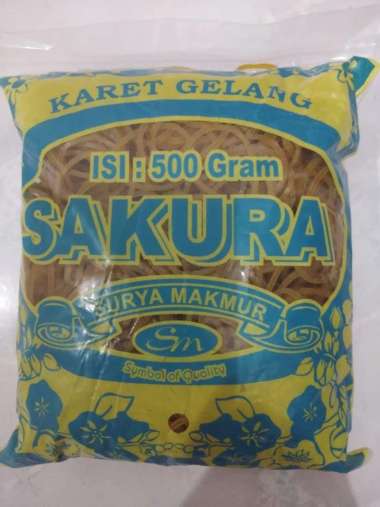 KARET GELANG
ISI : 500 Gram
SAKURA
SURYA MAKMUR
Sm
Symbol of Quality